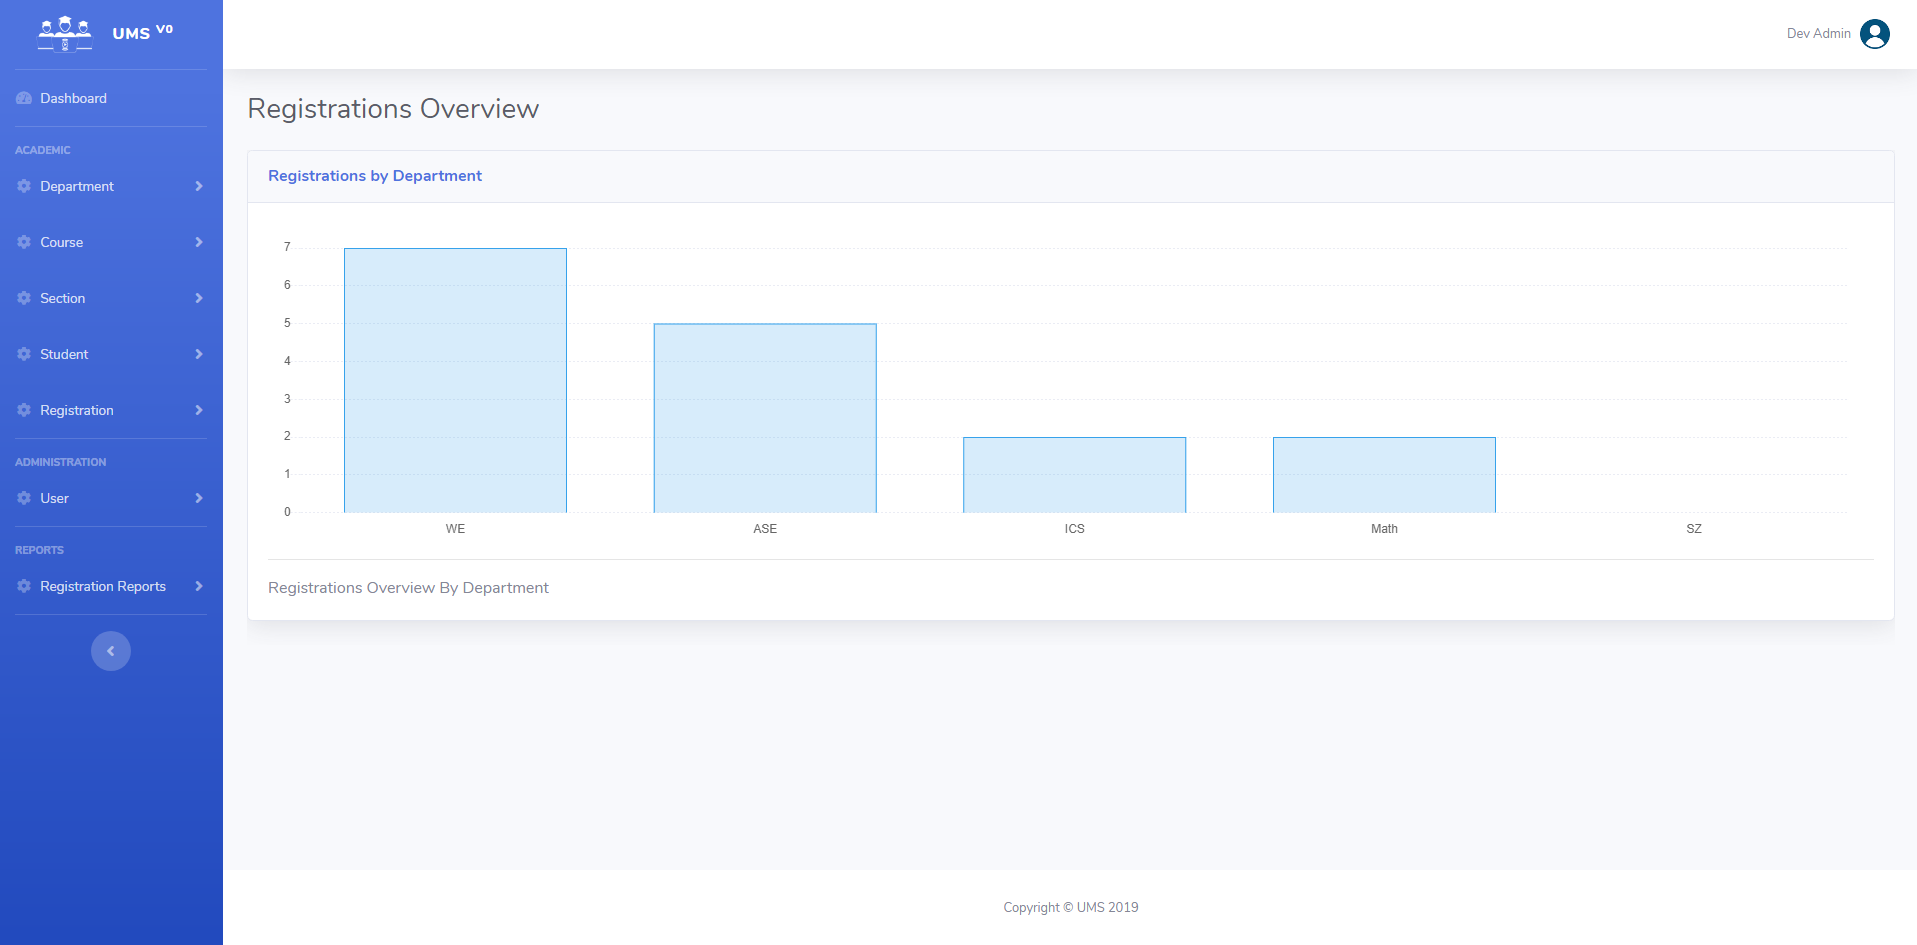 UMS V0
Dashboard
ACADEMIC
Department
Course
Section
Student
Registration
ADMINISTRATION
User
REPORTS
Registration Reports
Dev Admin
Registrations Overview
Registrations by Department
7
6
5
4
3
2
1
0
WE ASE ICS Math SZ
Registrations Overview By Department
Copyright © UMS 2019